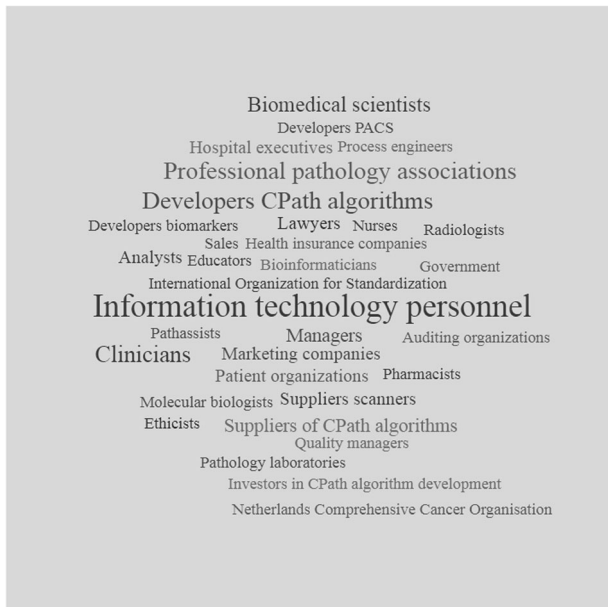 Biomedical scientists
Developers PACS
Hospital executives Process engineers
Professional pathology associations
Developers CPath algorithms
Developers biomarkers Lawyers Nurses Radiologists
Sales Health insurance companies
Analysts Educators Bioinformaticians Government
International Organization for Standardization
Information technology personnel
Pathassists Managers Auditing organizations
Clinicians Marketing companies
Patient organizations Pharmacists
Molecular biologists Suppliers scanners
Ethicists Suppliers of CPath algorithms
Quality managers
Pathology laboratories
Investors in CPath algorithm development
Netherlands Comprehensive Cancer Organisation